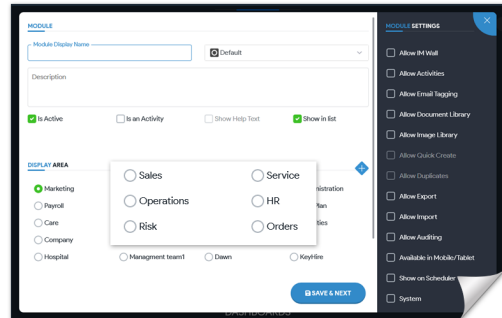 MODULE
Module Display Name
Default
Description
Is Active
Is an Activity
Show Help Text
Show in list
DISPLAY AREA
Marketing
Payroll
Care
Company
Hospital
Managment team1
Dawn
KeyHire
Sales
Service
Operations
HR
Risk
Orders
SAVE & NEXT
MODULE SETTINGS
Allow IM Wall
Allow Activities
Allow Email Tagging
Allow Document Library
Allow Image Library
Allow Quick Create
Allow Duplicates
Allow Export
Allow Import
Allow Auditing
Available in Mobile/Tablet
Show on Scheduler
System
DASHBOARDS